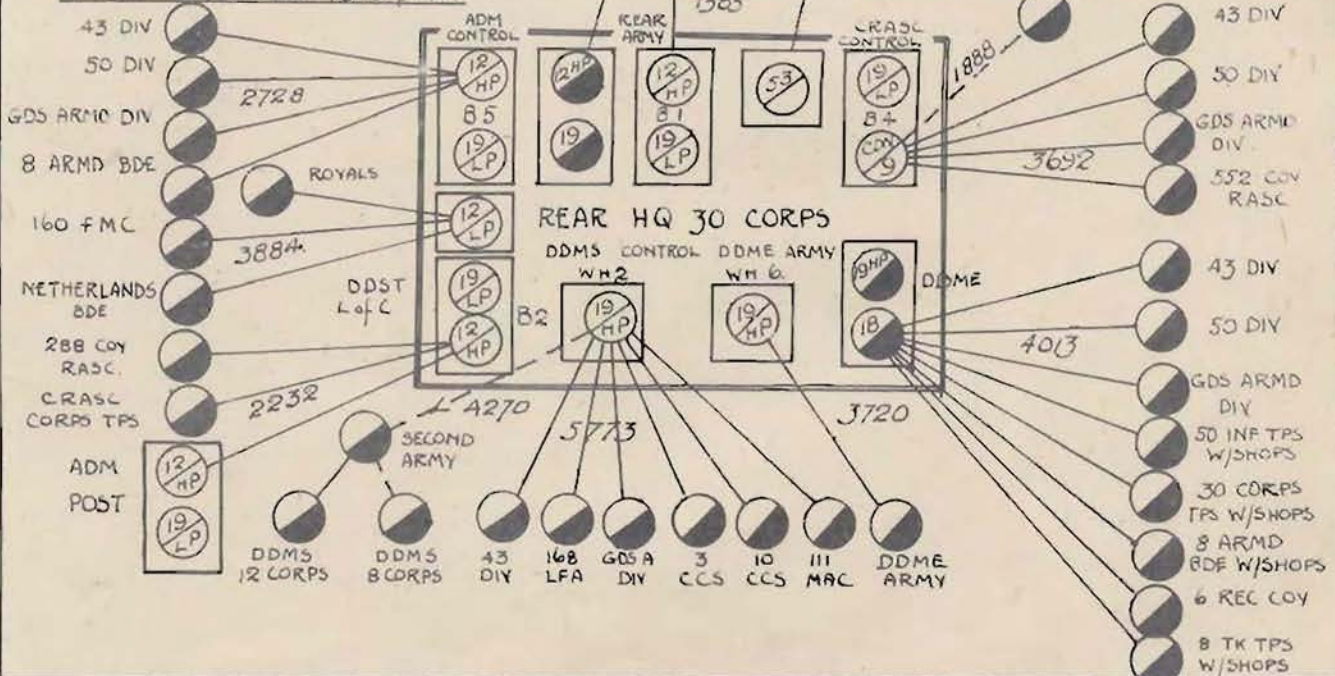 43 DIV
50 DIV
2728
GDS ARMD DIV
8 ARMD BDE
ROYALS
160 FMC
3884
NETHERLANDS
BDE
288 COY
RASC.
CRASC
CORPS TPS
2232
ADM
POST
12
HP
19
LP
ADM
CONTROL
12
HP
85
19
LP
12
LP
DDST
L of C
19
LP
12
HP
82
12 HP
19
REAR
ARMY
12
HP
81
19
LP
53
CRASC
CONTROL
19
LP
84
CDN
9
1888
REAR HQ 30 CORPS
DDMS CONTROL
WH2
19
HP
DDME ARMY
WH 6.
19
HP
19 HP
DDME
18
L 4270
5773
3720
SECOND
ARMY
DDMS
12 CORPS
DDMS
8 CORPS
43
DIV
168
LFA
GDS A
DIV
3
CCS
10
CCS
111
MAC
DDME
ARMY
43 DIV
50 DIV
GDS ARMD
DIV.
3692
552 COY
RASC
43 DIV
50 DIV
4013
GDS ARMD
DIV
50 INF TPS
W/SHOPS
30 CORPS
TPS W/SHOPS
8 ARMD
BDE W/SHOPS
6 REC COY
8 TK TPS
W/SHOPS